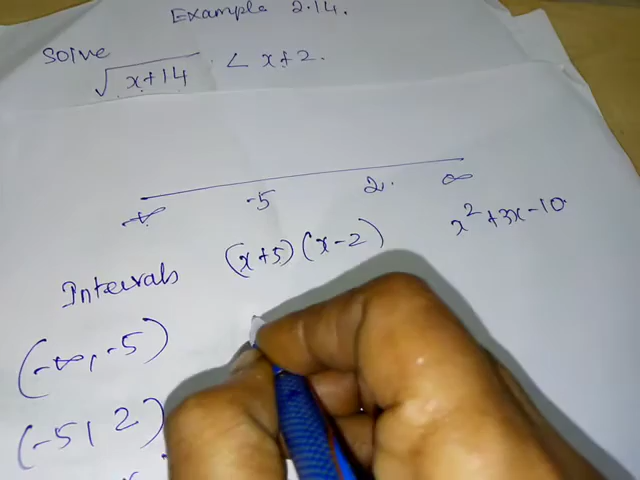 Example 2.14.
Solve
√x+14 < x+2.
-∞ -5 2. ∞
Intervals (x+5)(x-2) x²+3x-10
(-∞, -5)
(-5, 2)